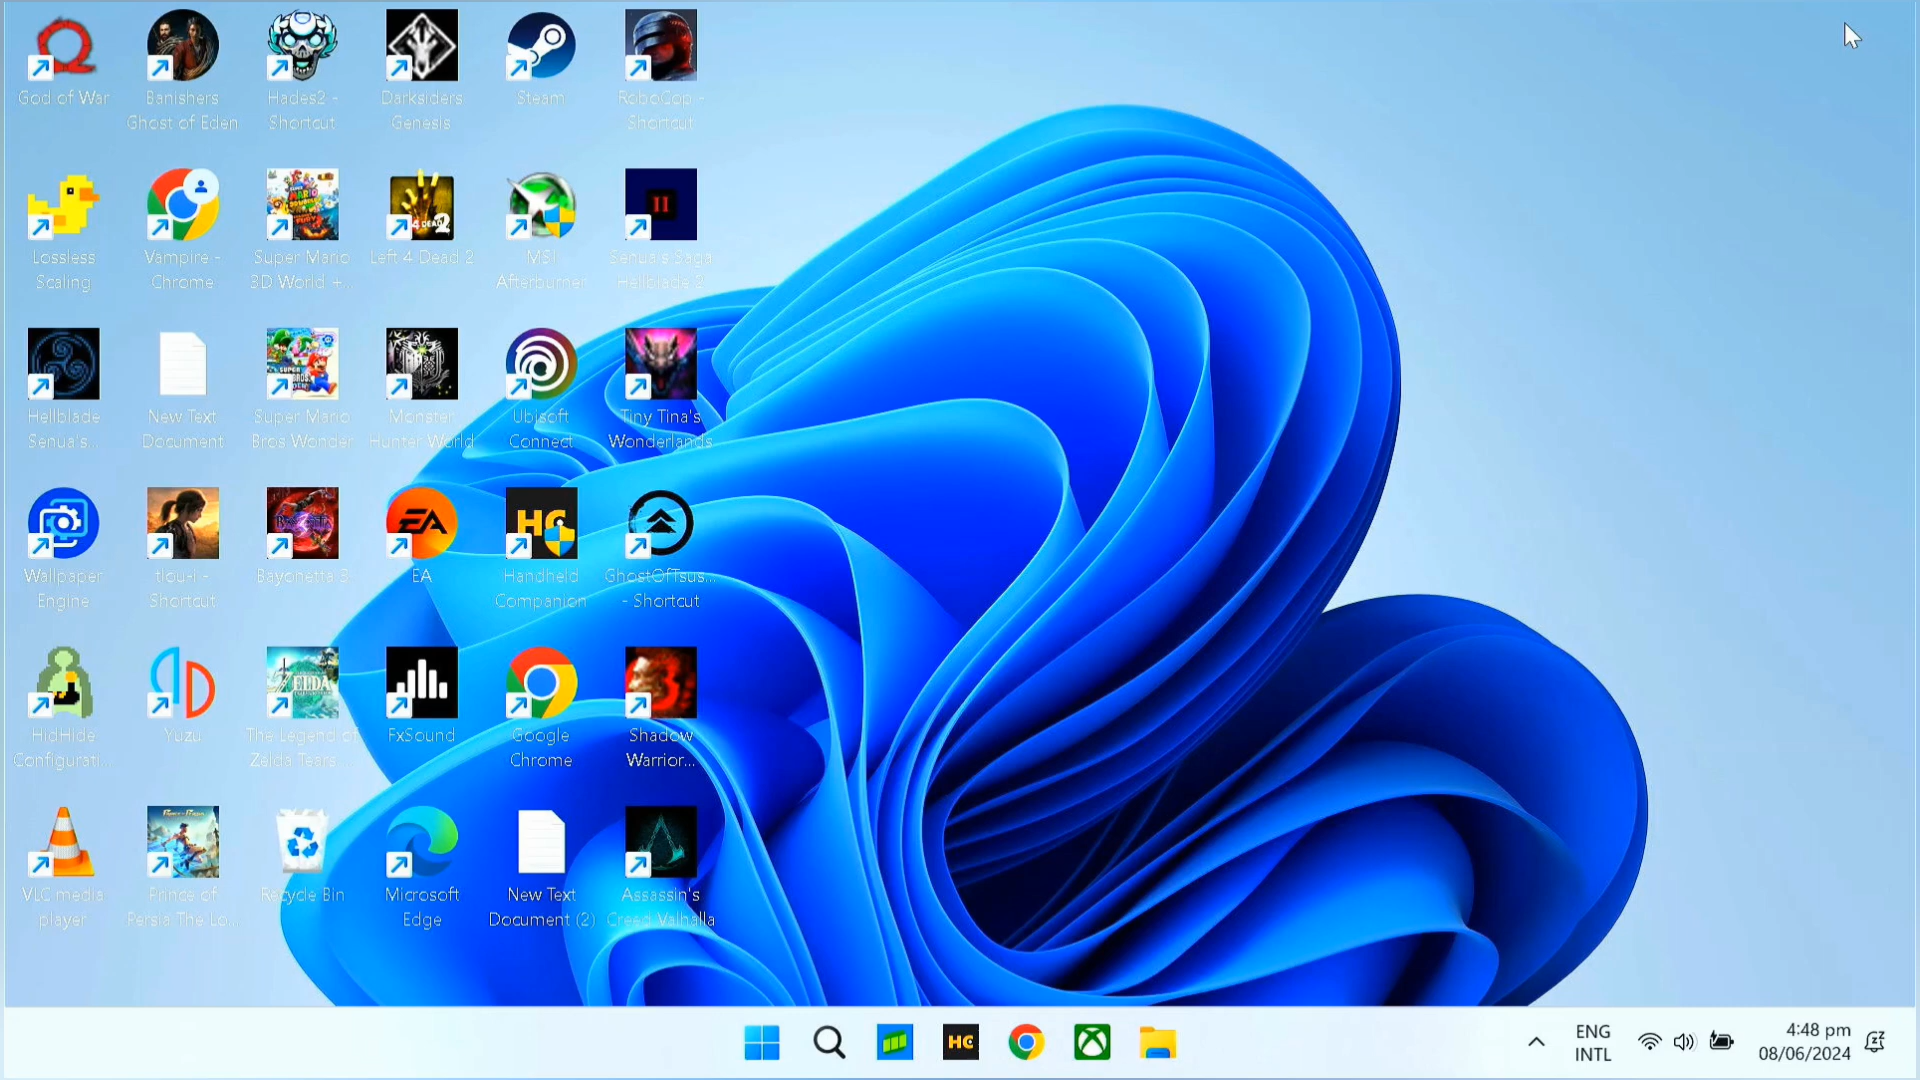 God of War
Banishers
Ghost of Eden
Hades2 -
Shortcut
Darksiders
Genesis
Steam
RoboCop -
Shortcut
Lossless
Scaling
Vampire -
Chrome
Super Mario
3D World +...
Left 4 Dead 2
MSI
Afterburner
II
Senua's Saga
Hellblade 2
Hellblade
Senua's...
New Text
Document
Super Mario
Bros Wonder
Monster
Hunter World
Ubisoft
Connect
Tiny Tina's
Wonderlands
Wallpaper
Engine
tlou-i -
Shortcut
Bayonetta 3
EA
EA
HC
Handheld
Companion
GhostOfTsus...
- Shortcut
HidHide
Configurati...
Yuzu
ZELDA
The Legend of
Zelda Tears...
FxSound
Google
Chrome
Shadow
Warrior...
VLC media
player
Prince of
Persia The Lo...
Recycle Bin
Microsoft
Edge
New Text
Document (2)
Assassin's
Creed Valhalla
HC
ENG
INTL
4:48 pm
08/06/2024